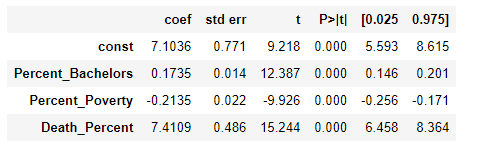 coef std err t P>|t| [0.025 0.975]
const 7.1036 0.771 9.218 0.000 5.593 8.615
Percent_Bachelors 0.1735 0.014 12.387 0.000 0.146 0.201
Percent_Poverty -0.2135 0.022 -9.926 0.000 -0.256 -0.171
Death_Percent 7.4109 0.486 15.244 0.000 6.458 8.364